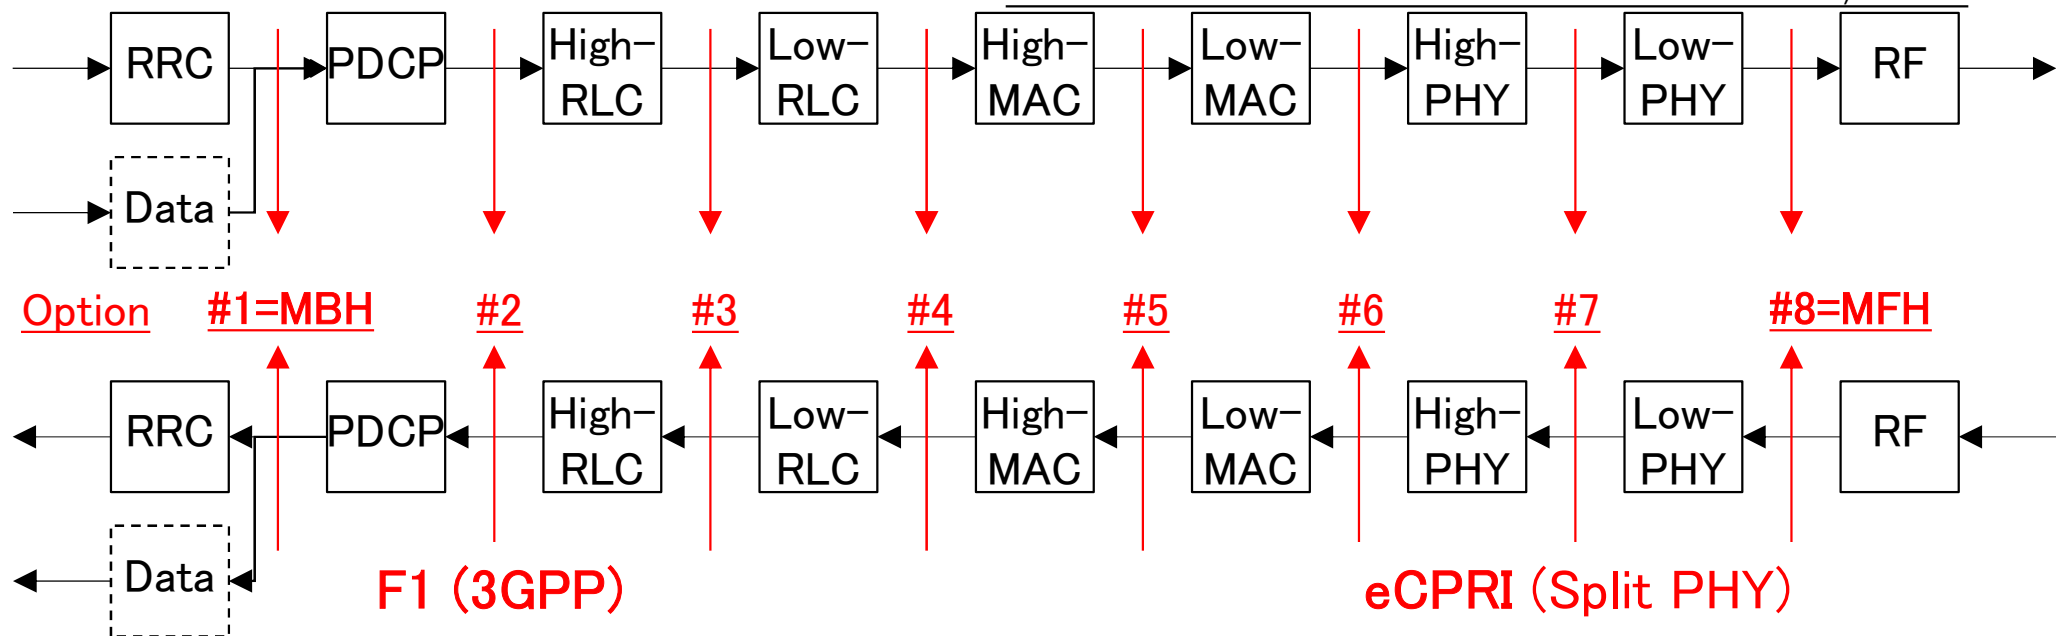 RRC
PDCP
High-
RLC
Low-
RLC
High-
MAC
Low-
MAC
High-
PHY
Low-
PHY
RF
Data
Option
#1=MBH
#2
#3
#4
#5
#6
#7
#8=MFH
RRC
PDCP
High-
RLC
Low-
RLC
High-
MAC
Low-
MAC
High-
PHY
Low-
PHY
RF
Data
F1 (3GPP)
eCPRI (Split PHY)